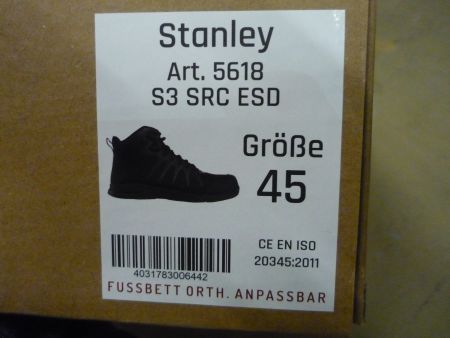 Stanley
Art. 5618
S3 SRC ESD
Größe
45
CE EN ISO
20345:2011
4031783006442
FUSSBETT ORTH. ANPASSBAR